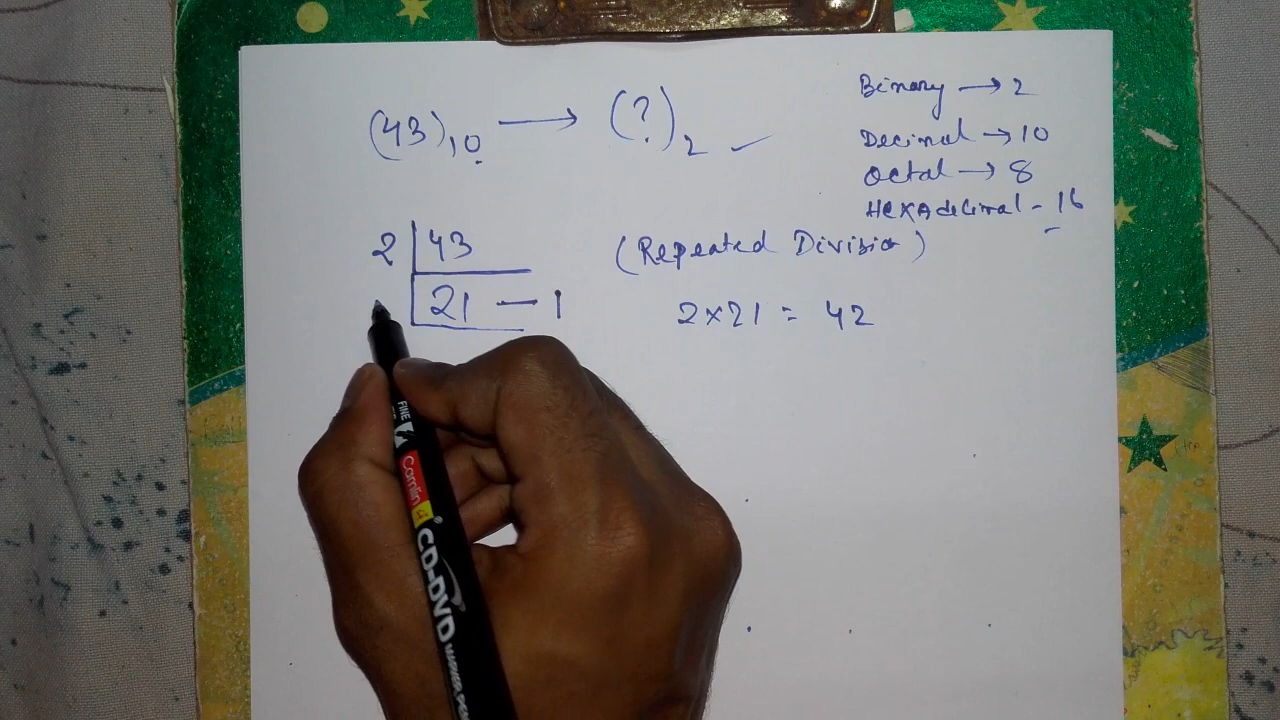 (43)10 → (?)2 ✓
Binary → 2
Decimal → 10
Octal → 8
HEXAdecimal - 16
2 | 43
(Repeated Division)
21 — 1
2×21 = 42
FINE
Camlin
CD-DVD